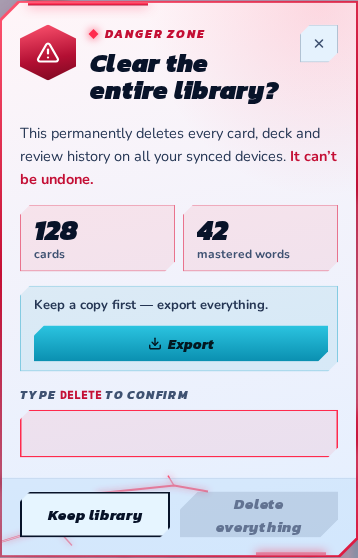 DANGER ZONE
Clear the
entire library?
This permanently deletes every card, deck and
review history on all your synced devices. It can't
be undone.
128
cards
42
mastered words
Keep a copy first — export everything.
Export
TYPE DELETE TO CONFIRM
Keep library
Delete
everything